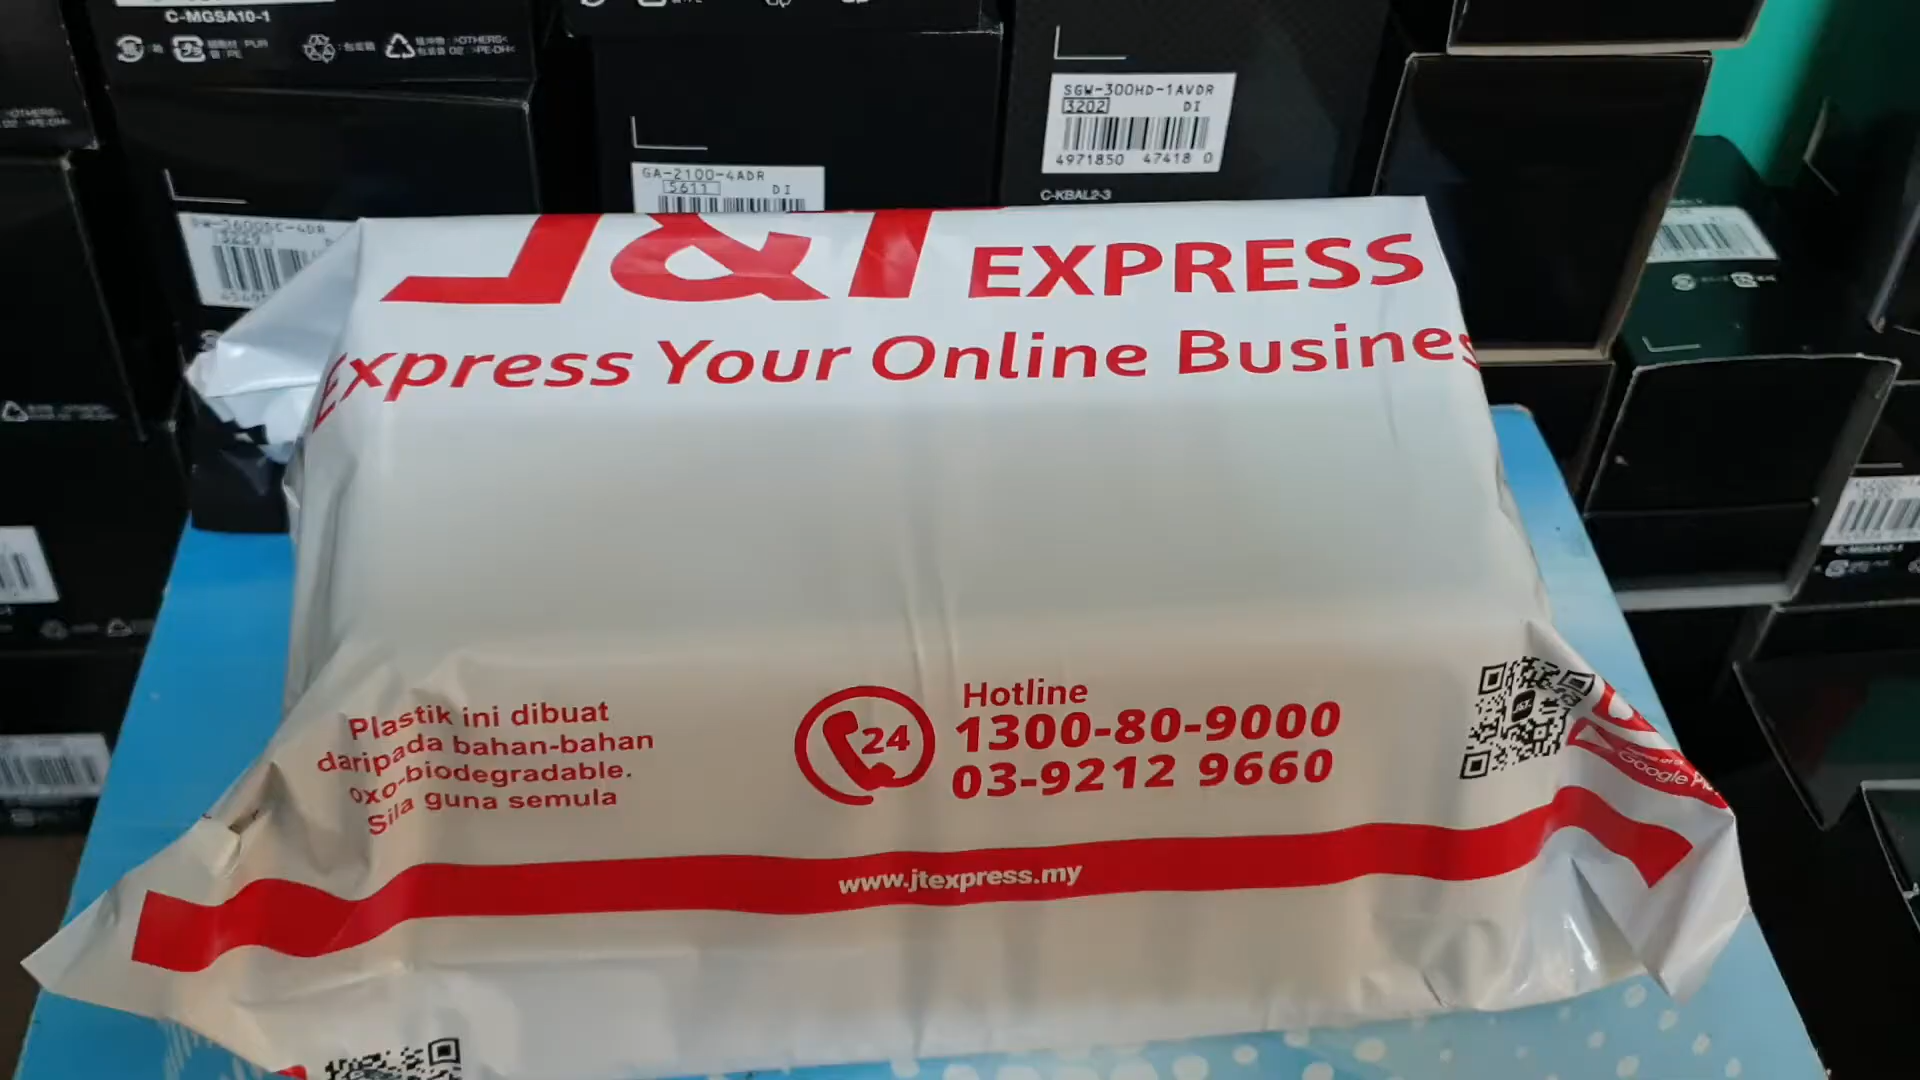 C-MGSA10-1
SGW-300HD-1AVDR
3202 DI
4971850 47418 0
C-KBAL2-3
GA-2100-4ADR
5611 DI
J&T EXPRESS
Express Your Online Busines
Plastik ini dibuat
daripada bahan-bahan
oxo-biodegradable.
Sila guna semula
24
Hotline
1300-80-9000
03-9212 9660
Google
www.jtexpress.my